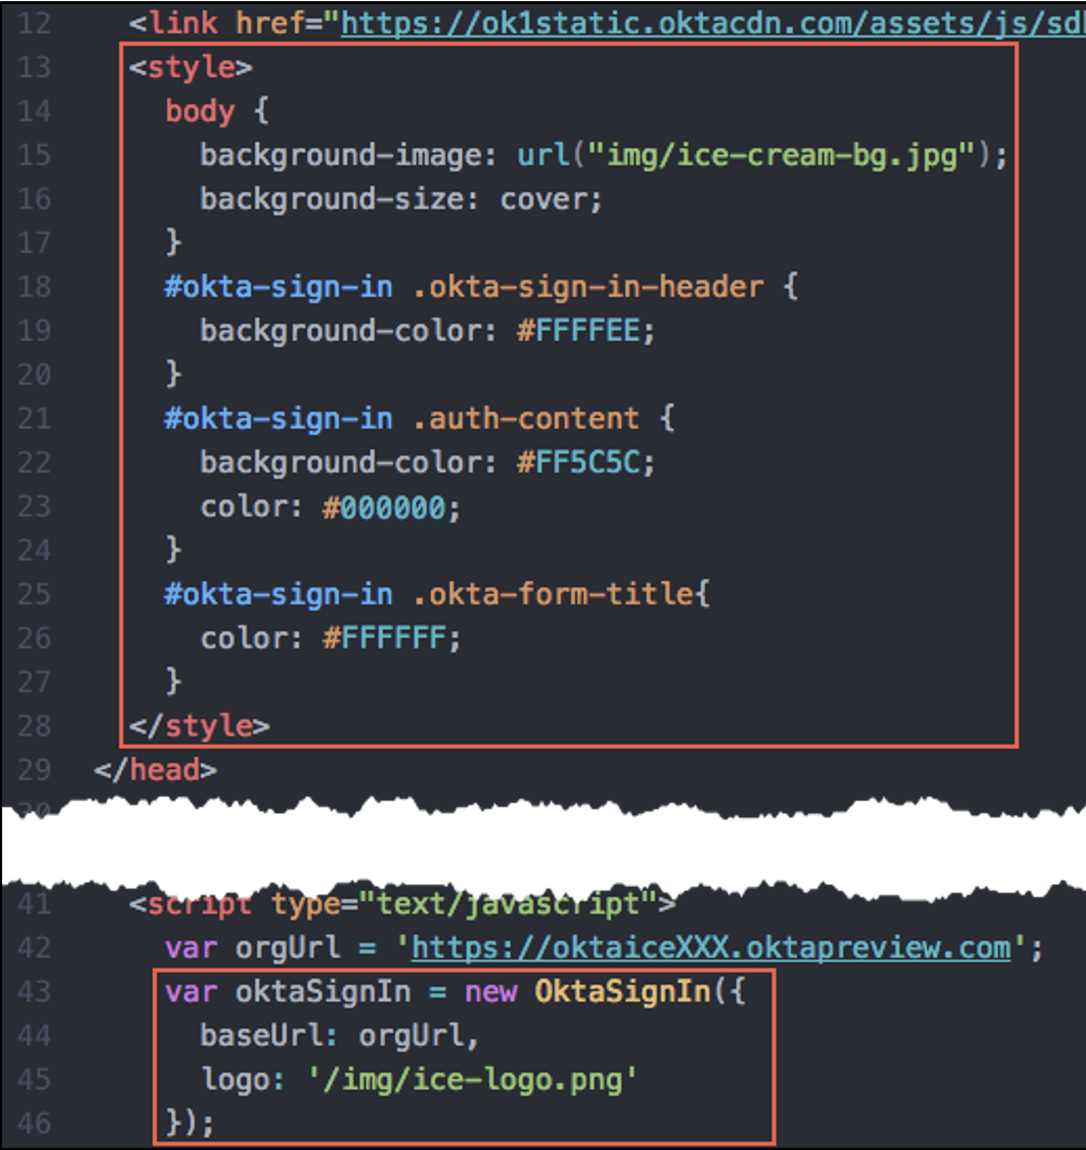 12 <link href="https://ok1static.oktacdn.com/assets/js/sd
13 <style>
14 body {
15 background-image: url("img/ice-cream-bg.jpg");
16 background-size: cover;
17 }
18 #okta-sign-in .okta-sign-in-header {
19 background-color: #FFFFEE;
20 }
21 #okta-sign-in .auth-content {
22 background-color: #FF5C5C;
23 color: #000000;
24 }
25 #okta-sign-in .okta-form-title{
26 color: #FFFFFF;
27 }
28 </style>
29 </head>
41 <script type="text/javascript">
42 var orgUrl = 'https://oktaiceXXX.oktapreview.com';
43 var oktaSignIn = new OktaSignIn({
44 baseUrl: orgUrl,
45 logo: '/img/ice-logo.png'
46 });